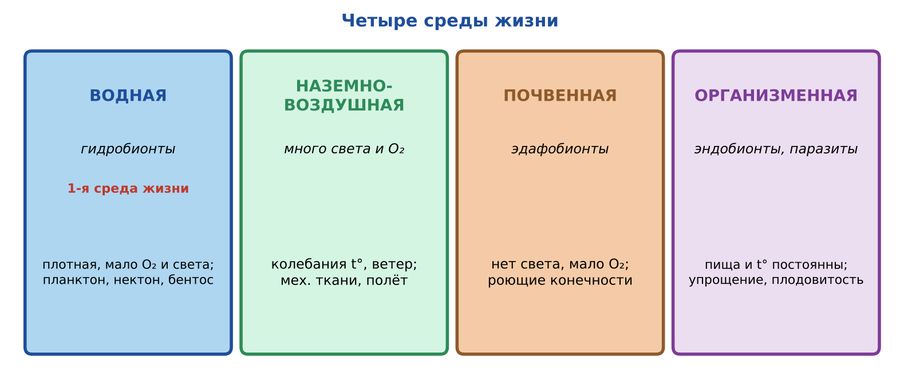 Четыре среды жизни
ВОДНАЯ
гидробионты
1-я среда жизни
плотная, мало O₂ и света;
планктон, нектон, бентос
НАЗЕМНО-
ВОЗДУШНАЯ
много света и O₂
колебания t°, ветер;
мех. ткани, полёт
ПОЧВЕННАЯ
эдафобионты
нет света, мало O₂;
роющие конечности
ОРГАНИЗМЕННАЯ
эндобионты, паразиты
пища и t° постоянны;
упрощение, плодовитость